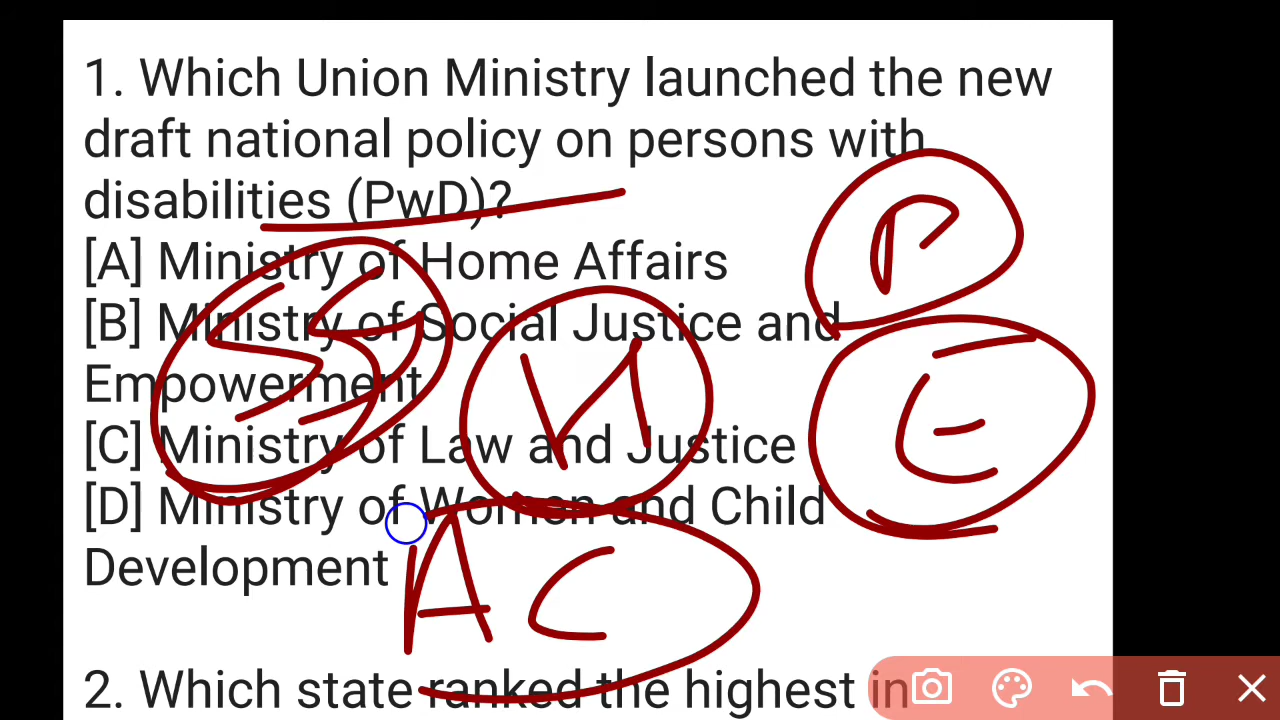 1. Which Union Ministry launched the new
draft national policy on persons with
disabilities (PwD)?
[A] Ministry of Home Affairs
[B] Ministry of Social Justice and
Empowerment
[C] Ministry of Law and Justice
[D] Ministry of Women and Child
Development
2. Which state ranked the highest in
P
E
A C